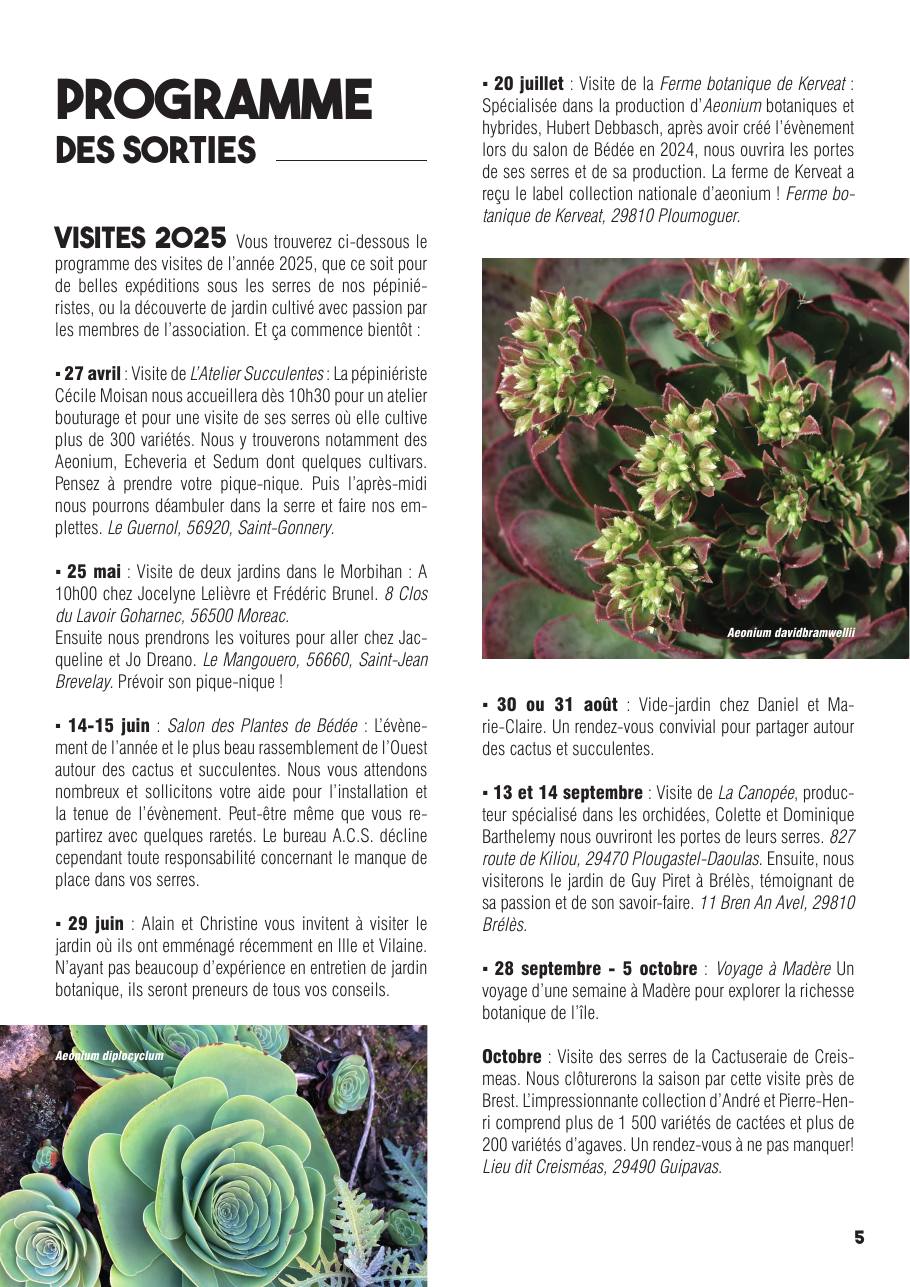 PROGRAMME
DES SORTIES
VISITES 2025 Vous trouverez ci-dessous le
programme des visites de l'année 2025, que ce soit pour
de belles expéditions sous les serres de nos pépinié-
ristes, ou la découverte de jardin cultivé avec passion par
les membres de l'association. Et ça commence bientôt :
▪ 27 avril : Visite de L'Atelier Succulentes : La pépiniériste
Cécile Moisan nous accueillera dès 10h30 pour un atelier
bouturage et pour une visite de ses serres où elle cultive
plus de 300 variétés. Nous y trouverons notamment des
Aeonium, Echeveria et Sedum dont quelques cultivars.
Pensez à prendre votre pique-nique. Puis l'après-midi
nous pourrons déambuler dans la serre et faire nos em-
plettes. Le Guernol, 56920, Saint-Gonnery.
▪ 25 mai : Visite de deux jardins dans le Morbihan : A
10h00 chez Jocelyne Lelièvre et Frédéric Brunel. 8 Clos
du Lavoir Goharnec, 56500 Moreac.
Ensuite nous prendrons les voitures pour aller chez Jac-
queline et Jo Dreano. Le Mangouero, 56660, Saint-Jean
Brevelay. Prévoir son pique-nique !
▪ 14-15 juin : Salon des Plantes de Bédée : L'évène-
ment de l'année et le plus beau rassemblement de l'Ouest
autour des cactus et succulentes. Nous vous attendons
nombreux et sollicitons votre aide pour l'installation et
la tenue de l'évènement. Peut-être même que vous re-
partirez avec quelques raretés. Le bureau A.C.S. décline
cependant toute responsabilité concernant le manque de
place dans vos serres.
▪ 29 juin : Alain et Christine vous invitent à visiter le
jardin où ils ont emménagé récemment en Ille et Vilaine.
N'ayant pas beaucoup d'expérience en entretien de jardin
botanique, ils seront preneurs de tous vos conseils.
Aeonium diplocyclum
▪ 20 juillet : Visite de la Ferme botanique de Kerveat :
Spécialisée dans la production d'Aeonium botaniques et
hybrides, Hubert Debbasch, après avoir créé l'évènement
lors du salon de Bédée en 2024, nous ouvrira les portes
de ses serres et de sa production. La ferme de Kerveat a
reçu le label collection nationale d'aeonium ! Ferme bo-
tanique de Kerveat, 29810 Ploumoguer.
Aeonium davidbramwellii
▪ 30 ou 31 août : Vide-jardin chez Daniel et Ma-
rie-Claire. Un rendez-vous convivial pour partager autour
des cactus et succulentes.
▪ 13 et 14 septembre : Visite de La Canopée, produc-
teur spécialisé dans les orchidées, Colette et Dominique
Barthelemy nous ouvriront les portes de leurs serres. 827
route de Kiliou, 29470 Plougastel-Daoulas. Ensuite, nous
visiterons le jardin de Guy Piret à Brélès, témoignant de
sa passion et de son savoir-faire. 11 Bren An Avel, 29810
Brélès.
▪ 28 septembre - 5 octobre : Voyage à Madère Un
voyage d'une semaine à Madère pour explorer la richesse
botanique de l'île.
Octobre : Visite des serres de la Cactuseraie de Creis-
meas. Nous clôturerons la saison par cette visite près de
Brest. L'impressionnante collection d'André et Pierre-Hen-
ri comprend plus de 1 500 variétés de cactées et plus de
200 variétés d'agaves. Un rendez-vous à ne pas manquer!
Lieu dit Creisméas, 29490 Guipavas.
5